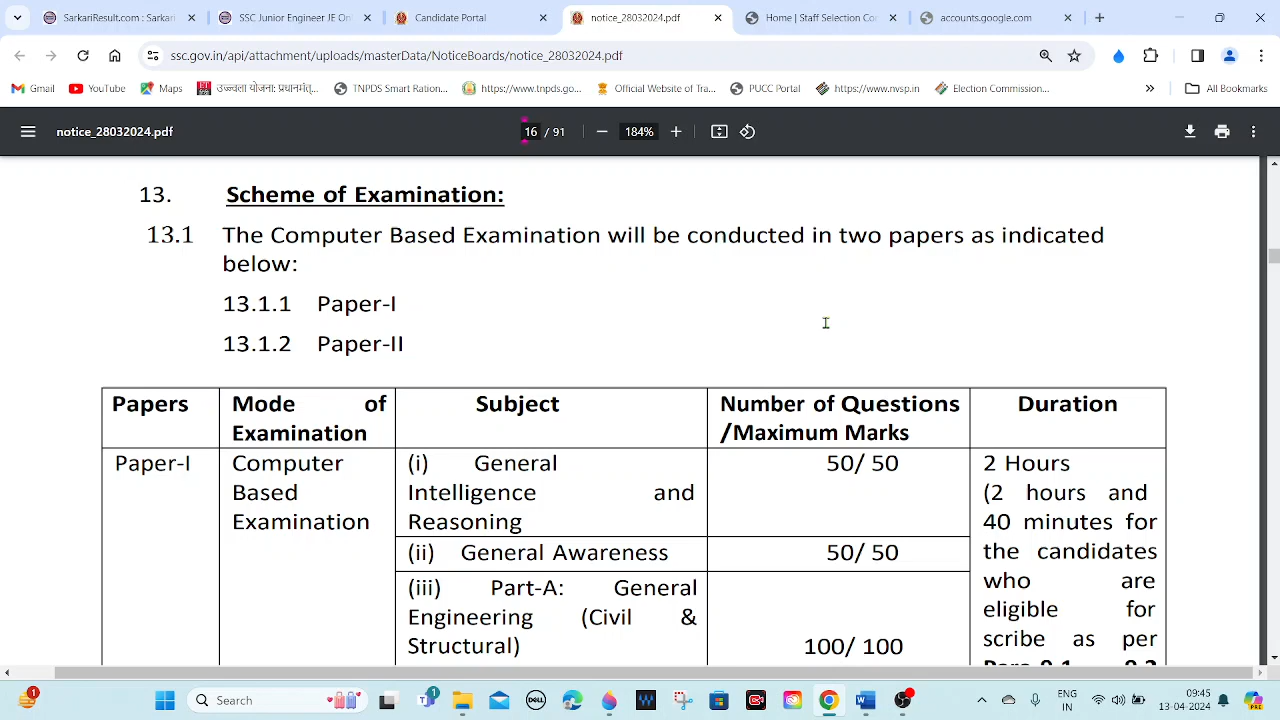 SarkariResult.com : Sarkari
SSC Junior Engineer JE Onl
Candidate Portal
notice_28032024.pdf
Home | Staff Selection Co
accounts.google.com
ssc.gov.in/api/attachment/uploads/masterData/NoticeBoards/notice_28032024.pdf
Gmail
YouTube
Maps
TNPDS Smart Ration...
https://www.tnpds.go...
Official Website of Tra...
PUCC Portal
https://www.nvsp.in
Election Commission...
All Bookmarks
notice_28032024.pdf
16 / 91
184%
13. Scheme of Examination:
13.1 The Computer Based Examination will be conducted in two papers as indicated
below:
13.1.1 Paper-I
13.1.2 Paper-II
Papers Mode of Examination Subject Number of Questions /Maximum Marks Duration
Paper-I Computer Based Examination
(i) General Intelligence and Reasoning 50/ 50
(ii) General Awareness 50/ 50
(iii) Part-A: General Engineering (Civil & Structural) 100/ 100
2 Hours
(2 hours and
40 minutes for
the candidates
who are
eligible for
scribe as per
Search
ENG
IN
09:45
13-04-2024